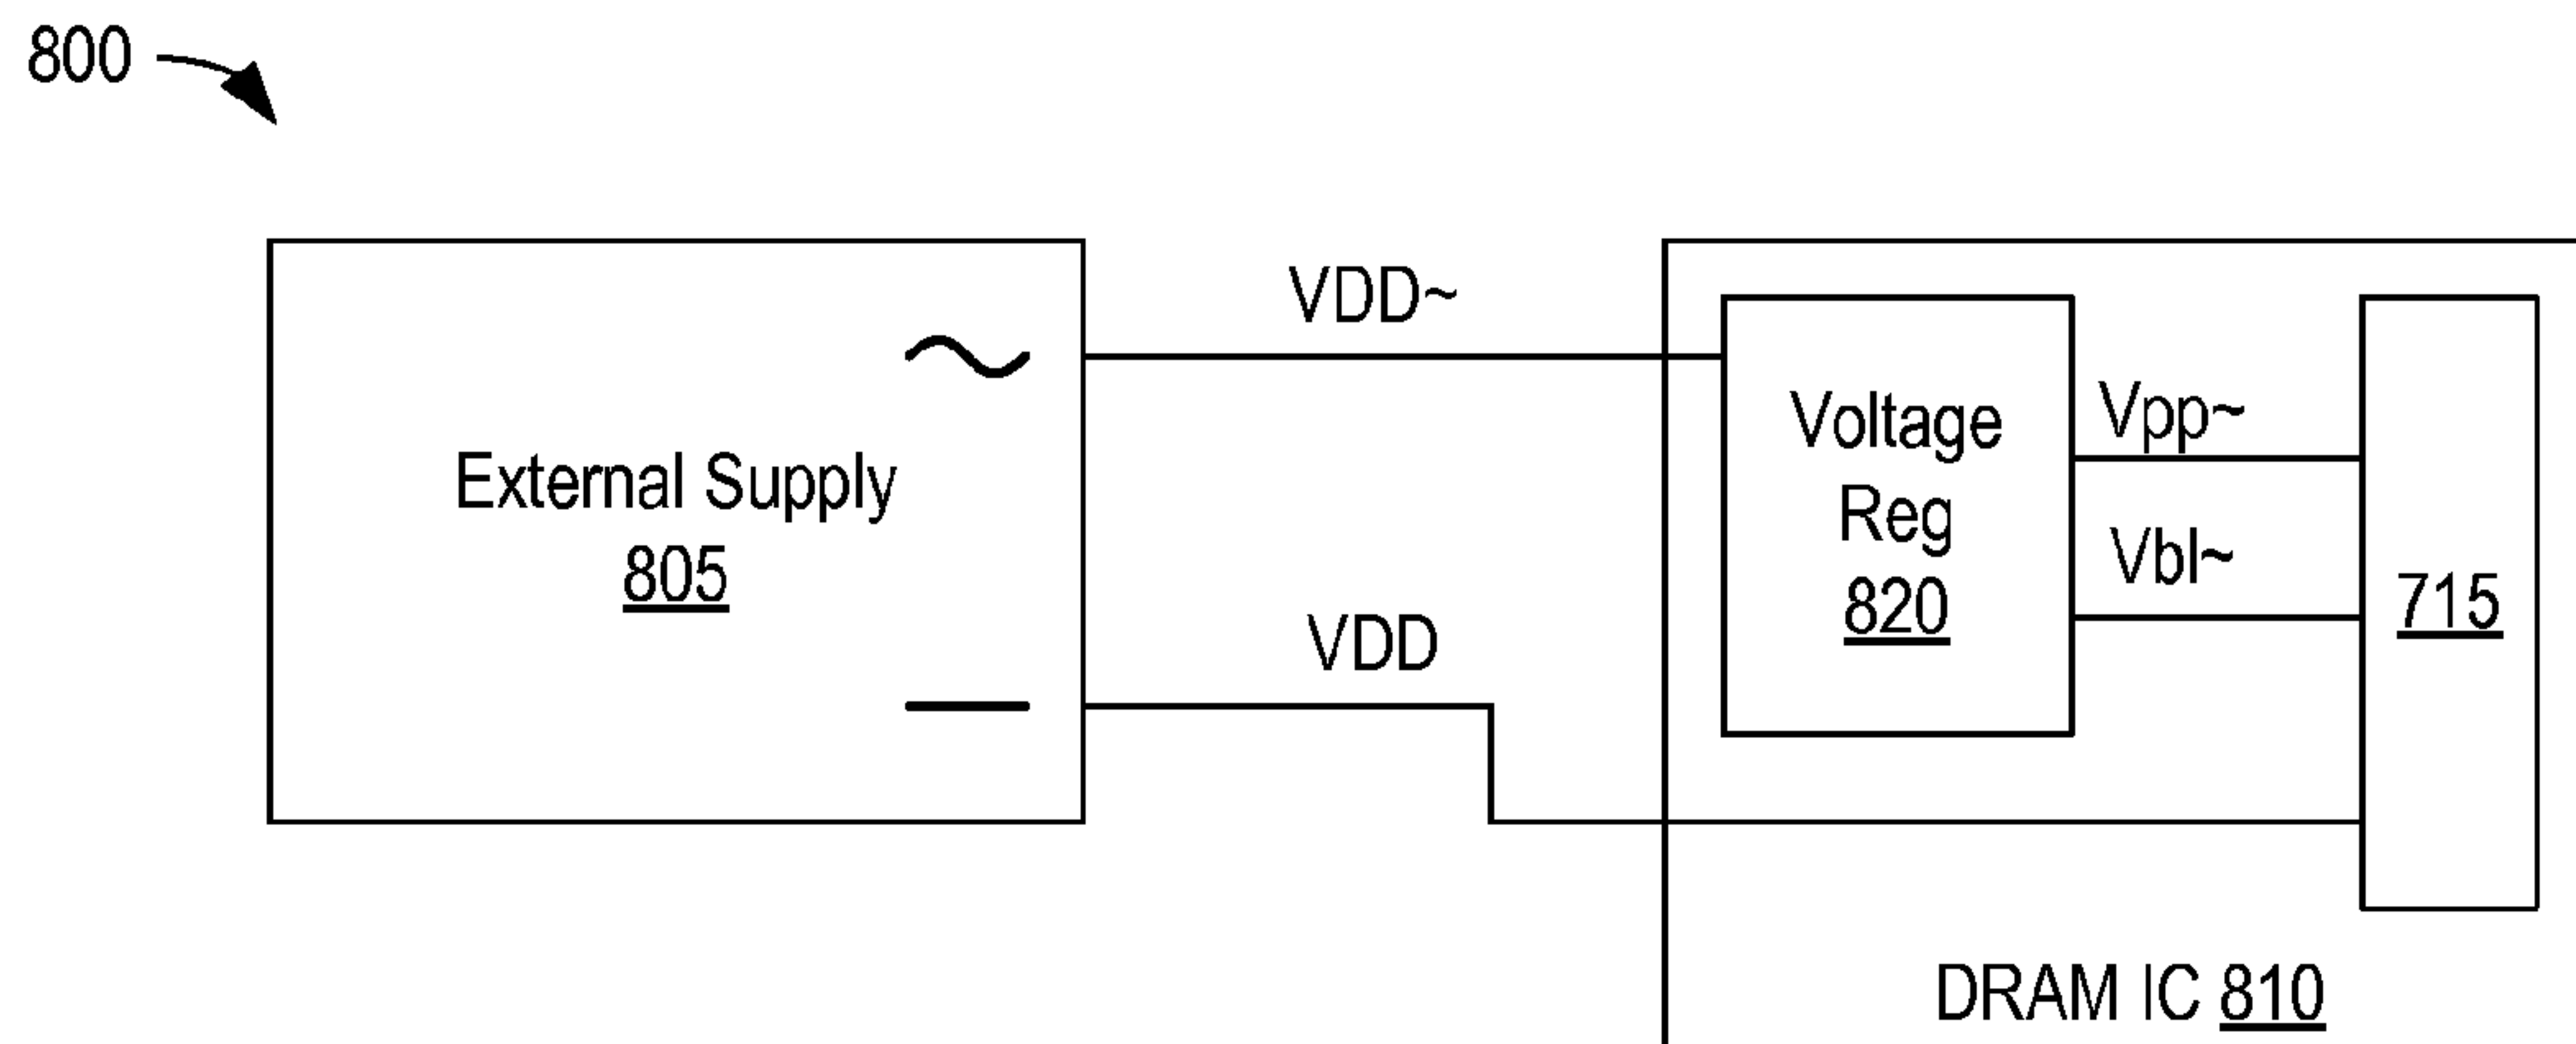 800
VDD~
External Supply
805
VDD
Voltage
Reg
820
Vpp~
Vbl~
715
DRAM IC 810